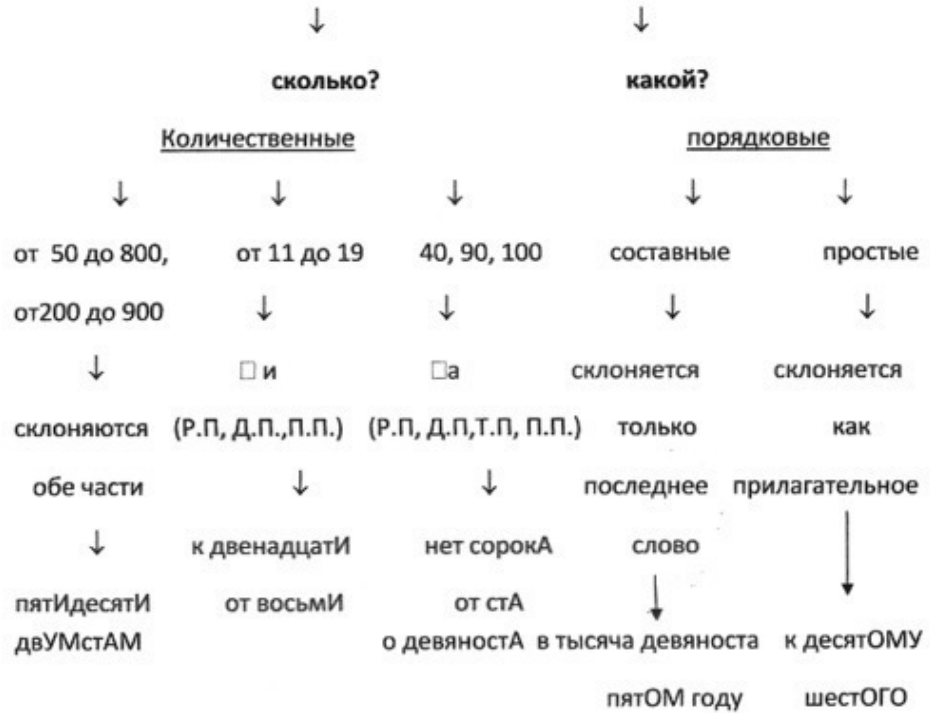 ↓ ↓
сколько? какой?
Количественные порядковые
↓ ↓ ↓ ↓ ↓
от 50 до 800, от 11 до 19 40, 90, 100 составные простые
от200 до 900 ↓ ↓ ↓ ↓
↓ □ и □а склоняется склоняется
склоняются (Р.П, Д.П.,П.П.) (Р.П, Д.П,Т.П, П.П.) только как
обе части ↓ ↓ последнее прилагательное
↓ к двенадцатИ нет сорокА слово ↓
пятИдесятИ от восьмИ от стА ↓
двУМстАМ о девяностА в тысяча девяноста к десятОМУ
пятОМ году шестОГО